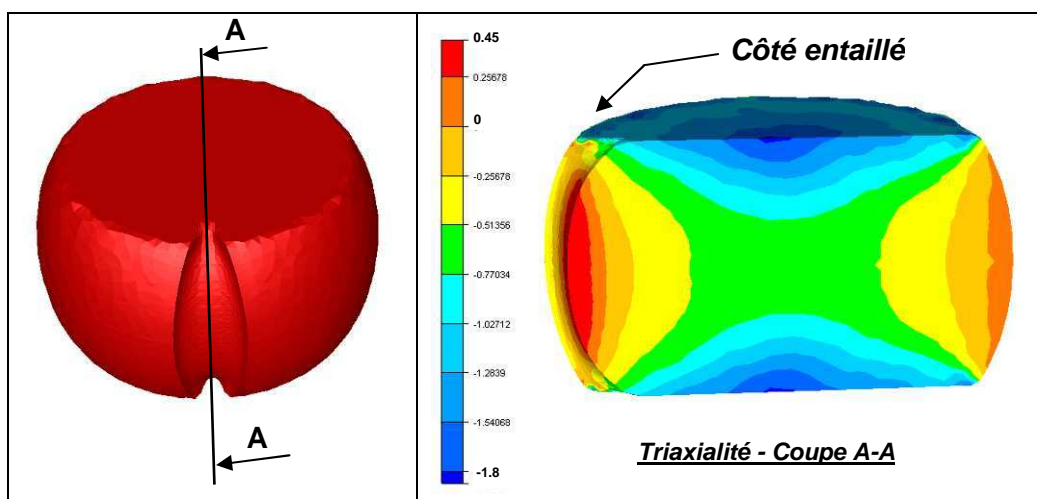 A
A
0.45
0.25678
0
-0.25678
-0.51356
-0.77034
-1.02712
-1.2839
-1.54068
-1.8
Côté entaillé
Triaxialité - Coupe A-A